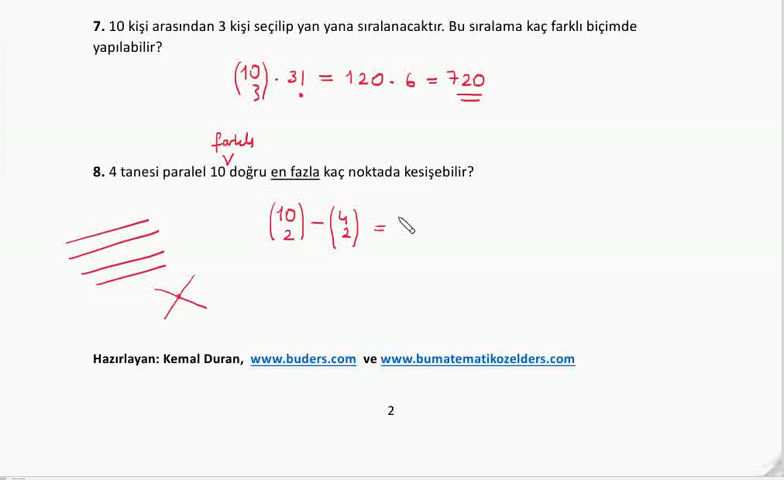 7. 10 kişi arasından 3 kişi seçilip yan yana sıralanacaktır. Bu sıralama kaç farklı biçimde
yapılabilir?
(10 3) · 3! = 120 · 6 = 720
farklı
8. 4 tanesi paralel 10 doğru en fazla kaç noktada kesişebilir?
(10 2) - (4 2) =
Hazırlayan: Kemal Duran, www.buders.com ve www.bumatematikozelders.com
2